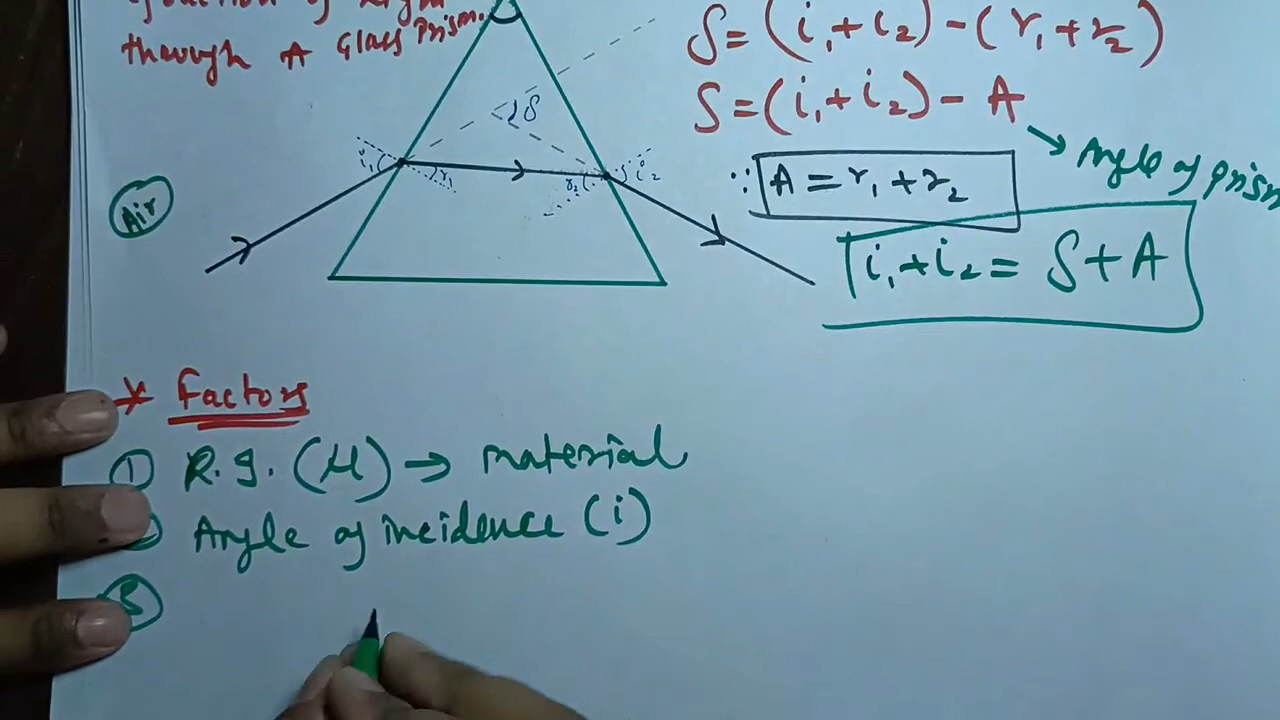 through A Glass Prism.
δ
i₁
r₁
r₂
i₂
Air
δ = (i₁+i₂) - (r₁+r₂)
δ = (i₁+i₂) - A
Angle of prism
∵ A = r₁ + r₂
i₁+i₂ = δ + A
* Factors
① R.I. (μ) → material
② Angle of incidence (i)
③